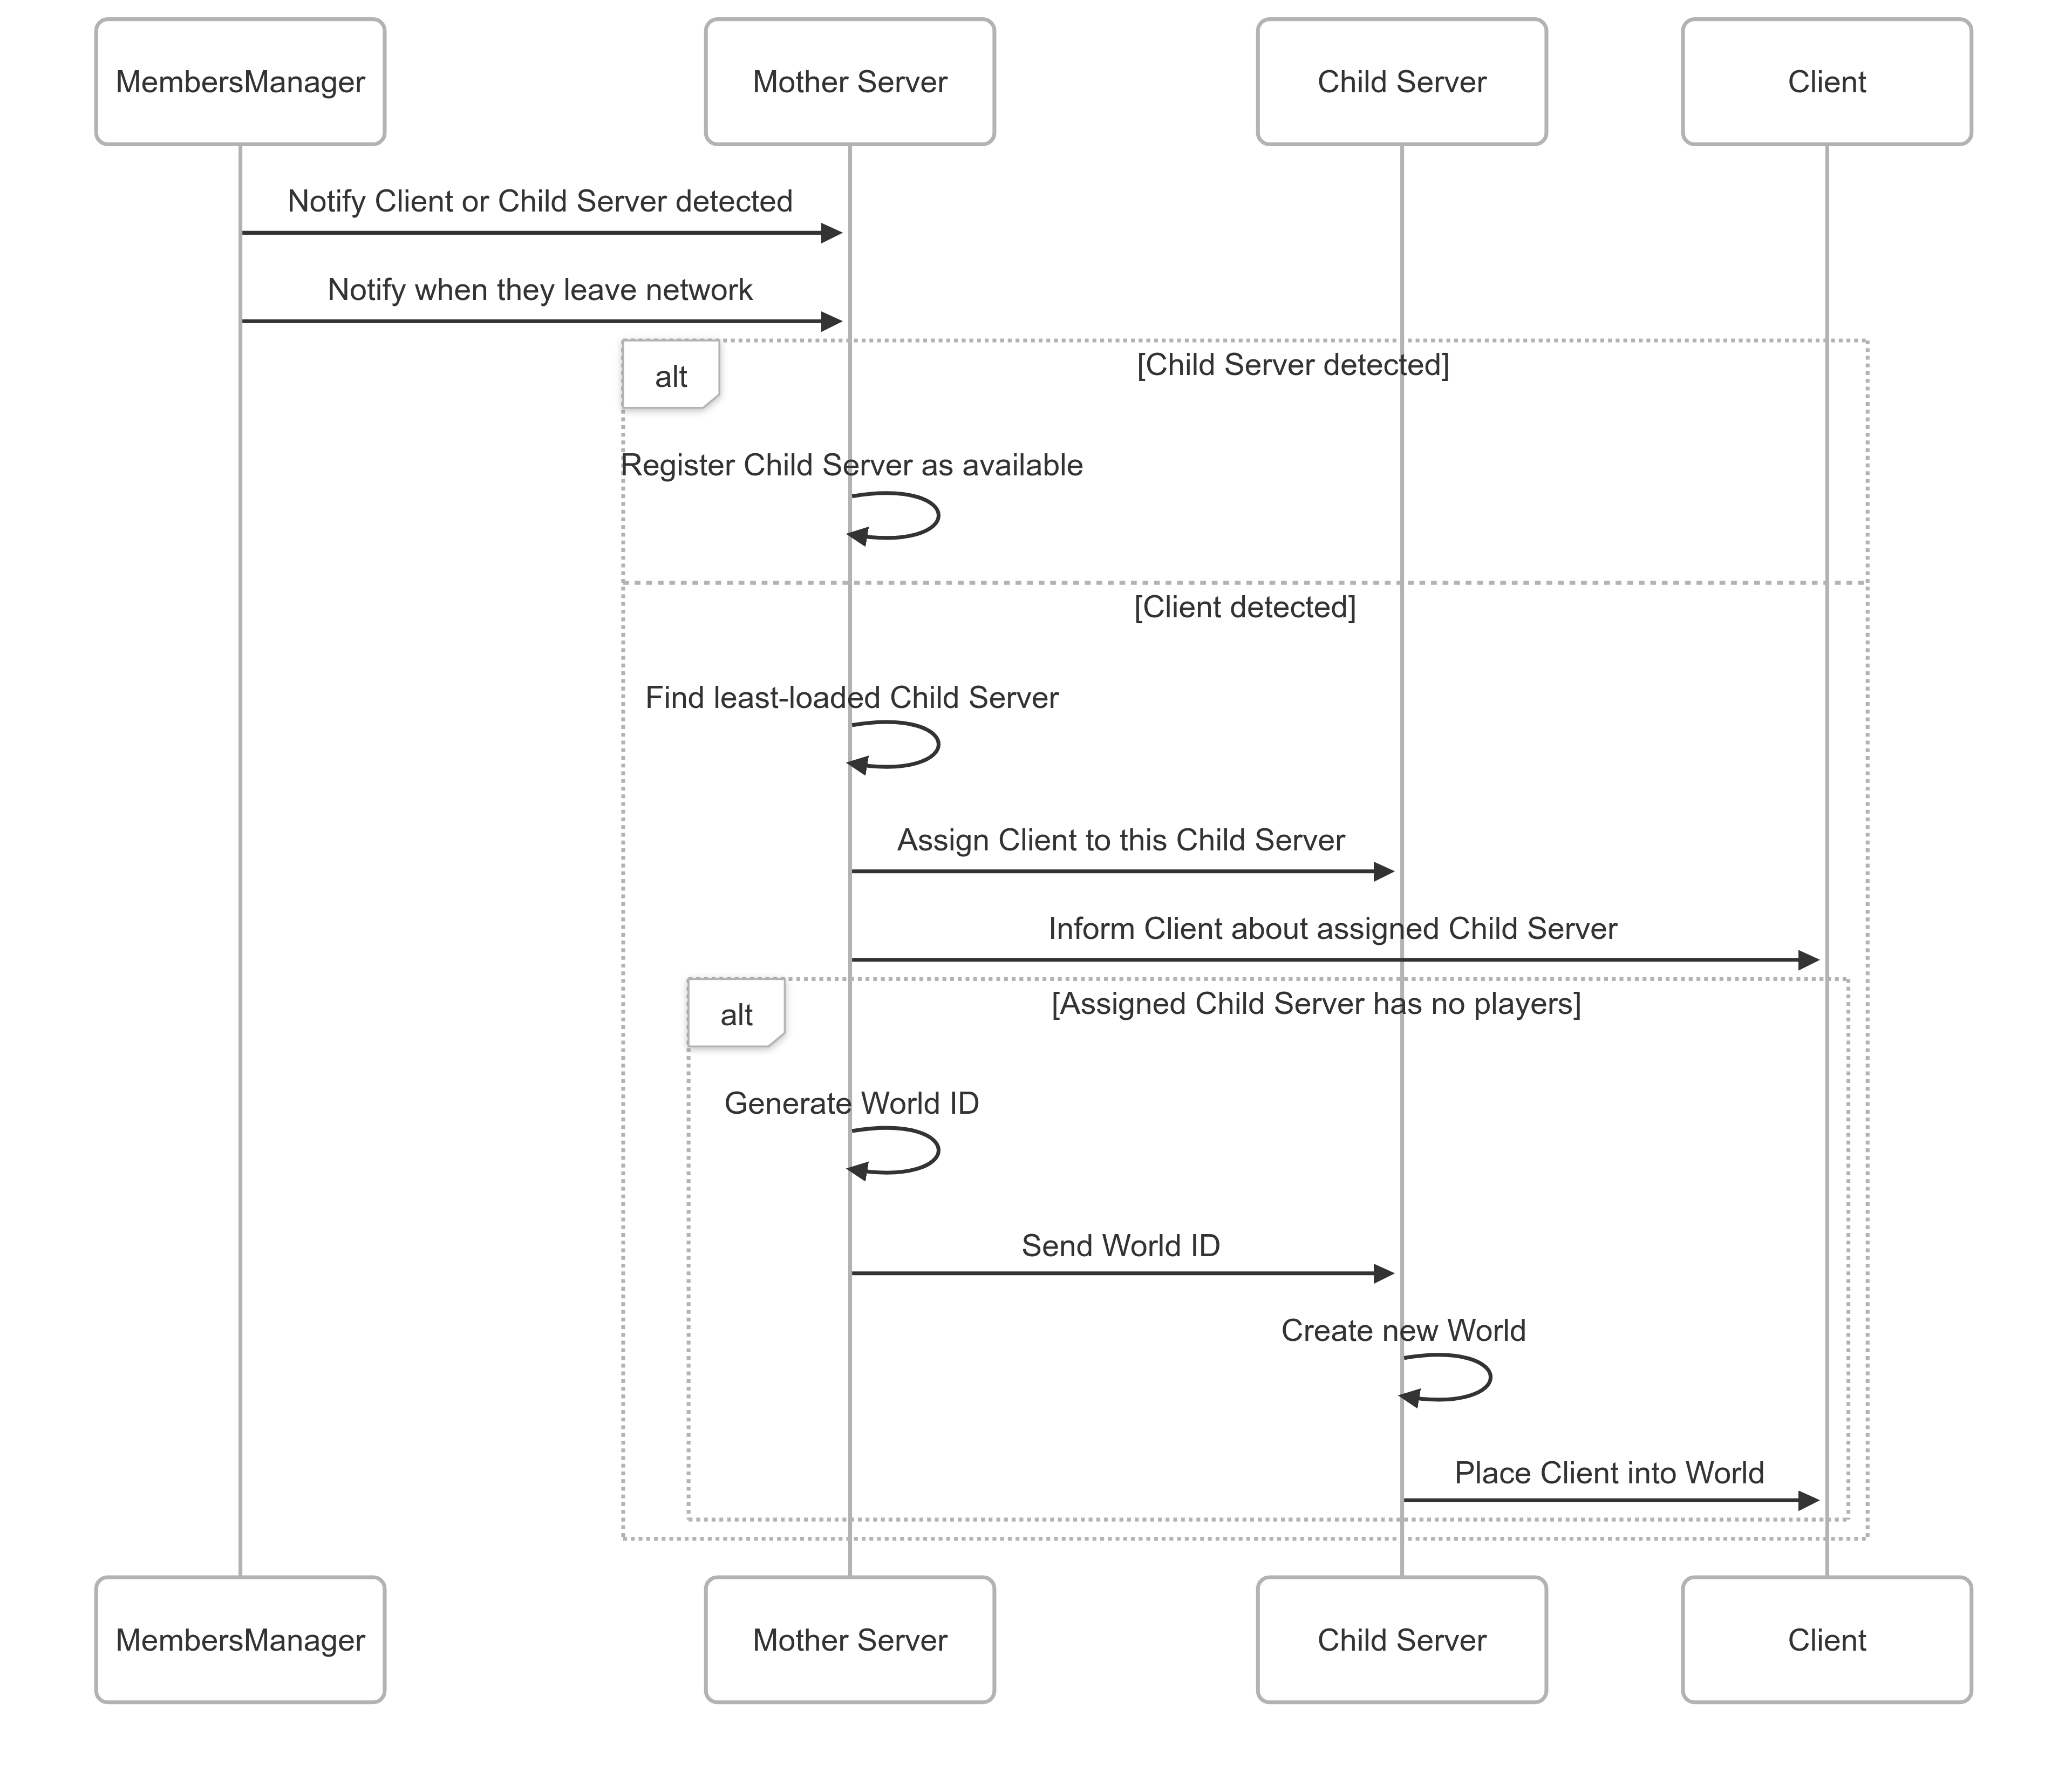 MembersManager
Mother Server
Child Server
Client
Notify Client or Child Server detected
Notify when they leave network
alt
[Child Server detected]
Register Child Server as available
[Client detected]
Find least-loaded Child Server
Assign Client to this Child Server
Inform Client about assigned Child Server
alt
[Assigned Child Server has no players]
Generate World ID
Send World ID
Create new World
Place Client into World
MembersManager
Mother Server
Child Server
Client